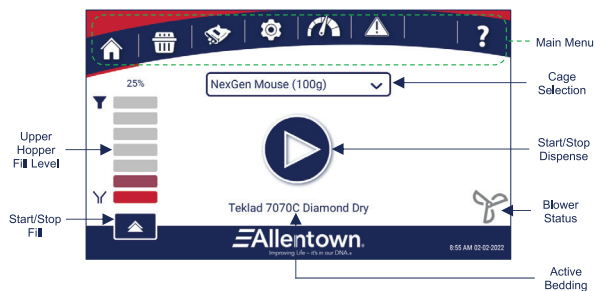 ?
Main Menu
25%
NexGen Mouse (100g)
Cage
Selection
Upper
Hopper
Fill Level
Start/Stop
Dispense
Teklad 7070C Diamond Dry
Start/Stop
Fill
Blower
Status
Allentown
Improving Life - it's in our DNA.
8:55 AM 02-02-2022
Active
Bedding